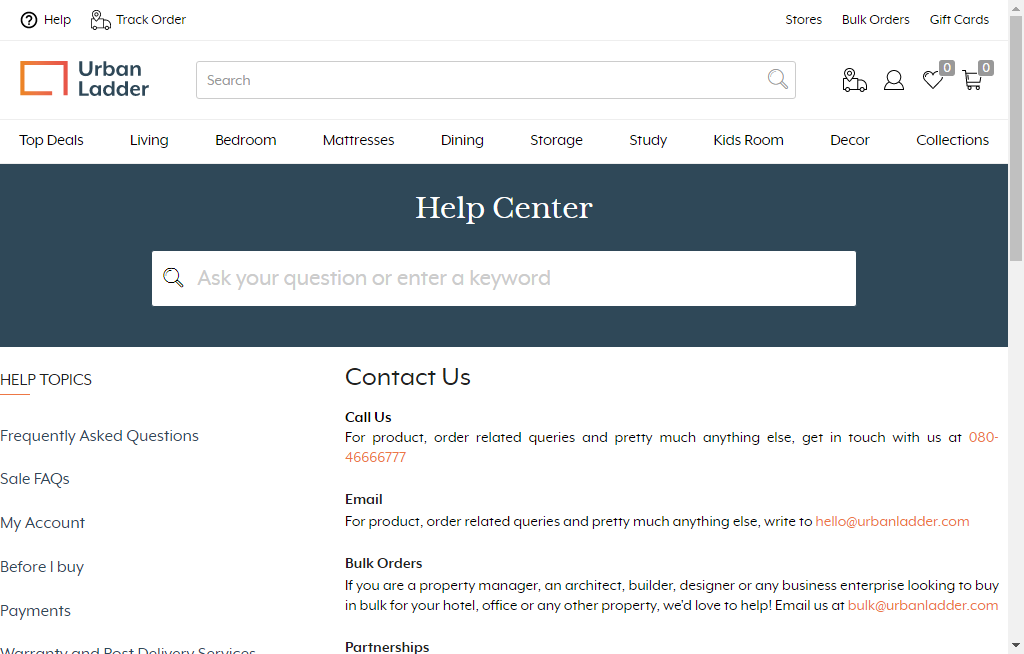 Help Track Order Stores Bulk Orders Gift Cards
Urban
Ladder
Search
0 0
Top Deals Living Bedroom Mattresses Dining Storage Study Kids Room Decor Collections
Help Center
Ask your question or enter a keyword
HELP TOPICS
Frequently Asked Questions
Sale FAQs
My Account
Before I buy
Payments
Warranty and Post Delivery Services
Contact Us
Call Us
For product, order related queries and pretty much anything else, get in touch with us at 080-
46666777
Email
For product, order related queries and pretty much anything else, write to hello@urbanladder.com
Bulk Orders
If you are a property manager, an architect, builder, designer or any business enterprise looking to buy
in bulk for your hotel, office or any other property, we'd love to help! Email us at bulk@urbanladder.com
Partnerships